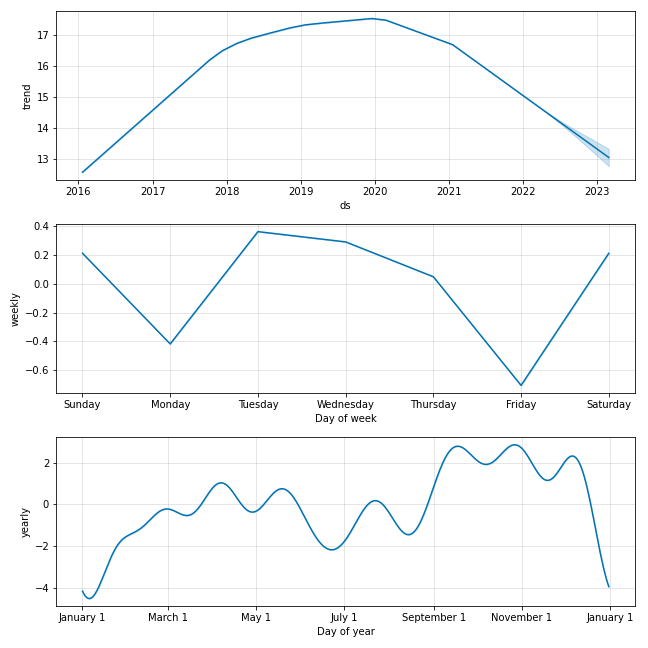 17
16
15
14
13
trend
2016 2017 2018 2019 2020 2021 2022 2023
ds
0.4
0.2
0.0
−0.2
−0.4
−0.6
weekly
Sunday Monday Tuesday Wednesday Thursday Friday Saturday
Day of week
2
0
−2
−4
yearly
January 1 March 1 May 1 July 1 September 1 November 1 January 1
Day of year